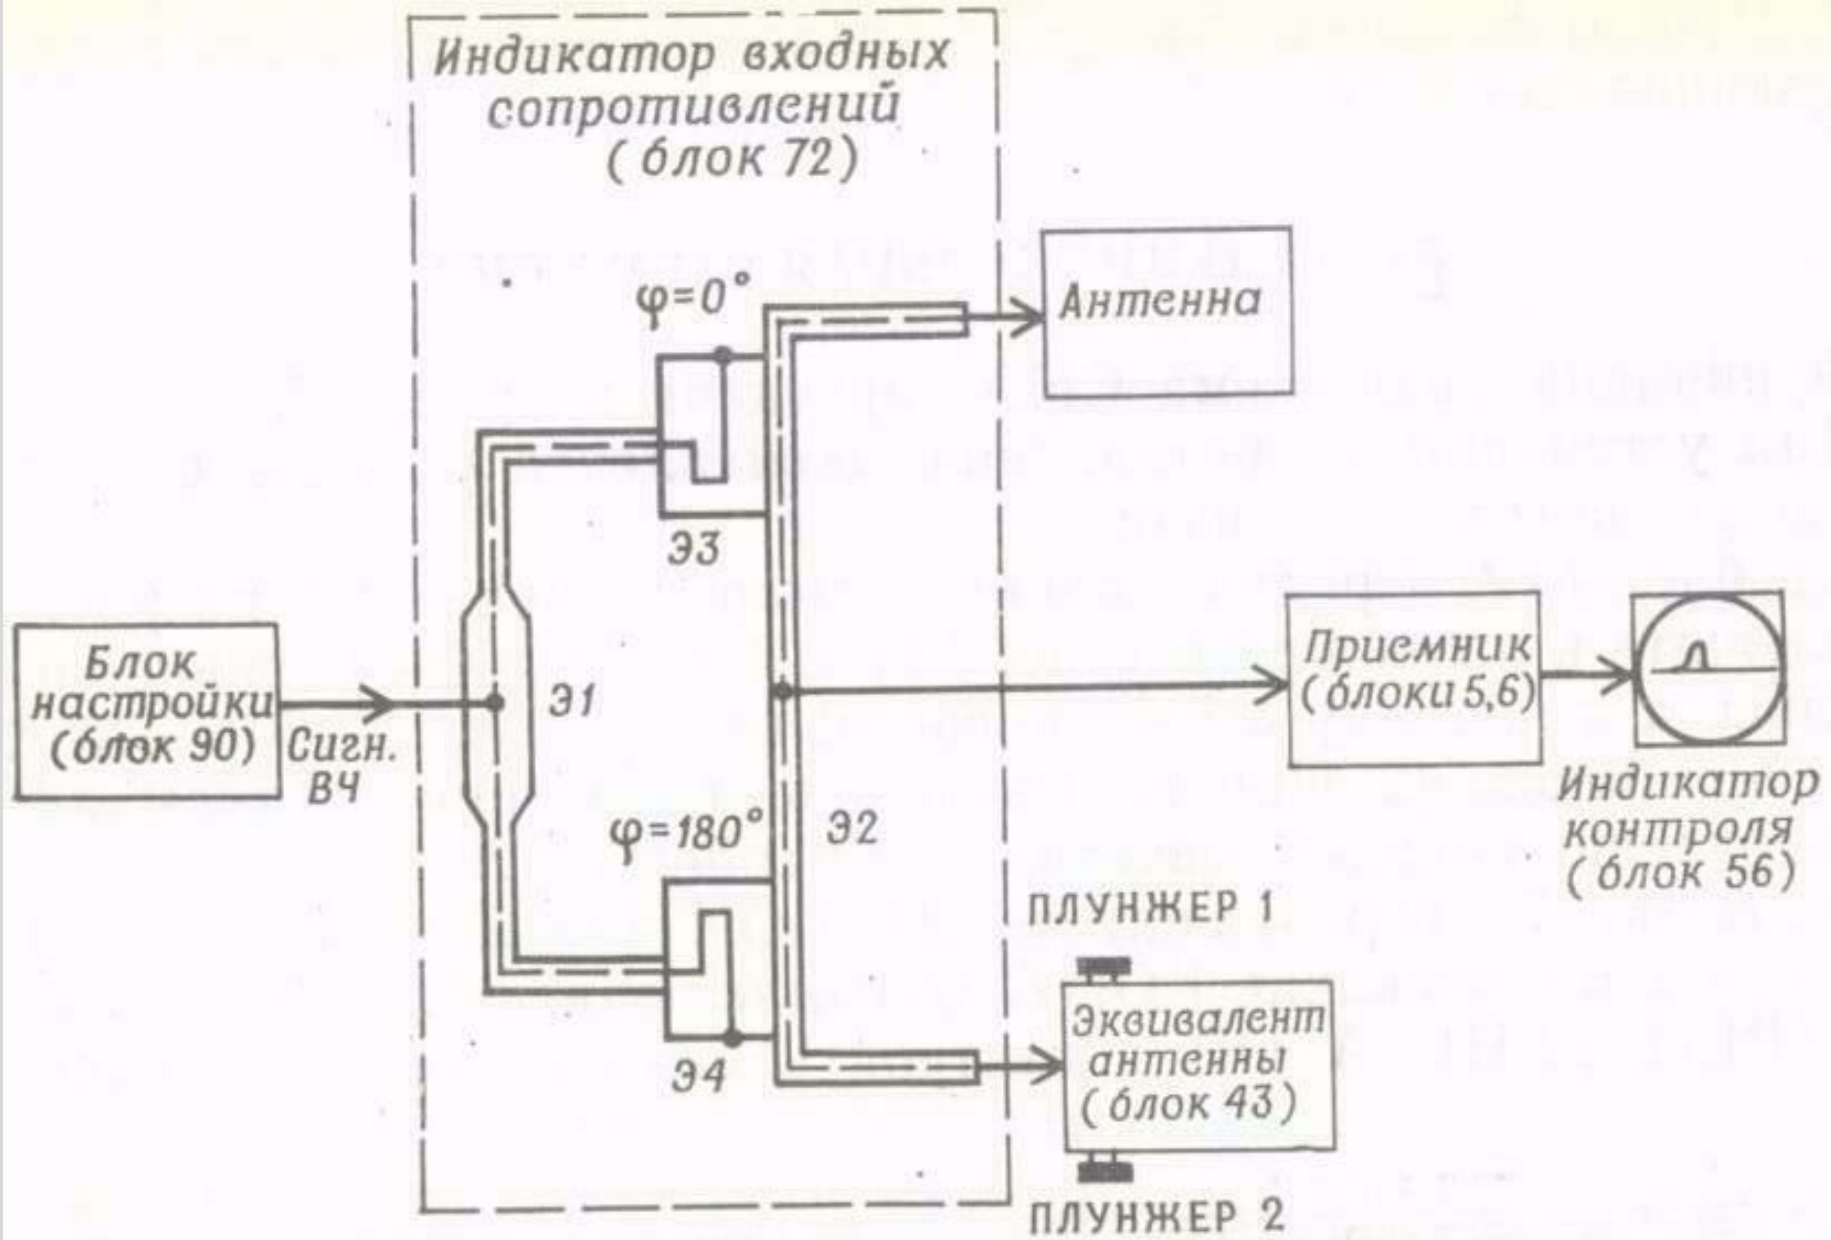 Индикатор входных
сопротивлений
(блок 72)
φ=0°
Антенна
Э3
Блок
настройки
(блок 90)
Сигн.
ВЧ
Э1
Приемник
(блоки 5,6)
Индикатор
контроля
(блок 56)
φ=180°
Э2
ПЛУНЖЕР 1
Э4
Эквивалент
антенны
(блок 43)
ПЛУНЖЕР 2